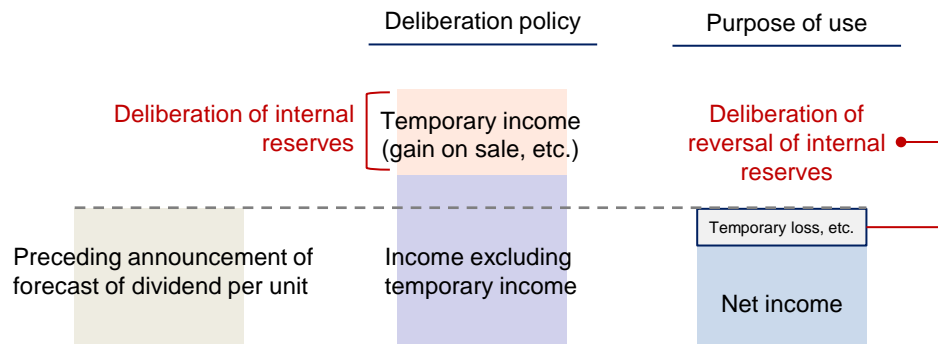 Deliberation policy
Purpose of use
Deliberation of internal
reserves
Temporary income
(gain on sale, etc.)
Deliberation of
reversal of internal
reserves
Temporary loss, etc.
Preceding announcement of
forecast of dividend per unit
Income excluding
temporary income
Net income